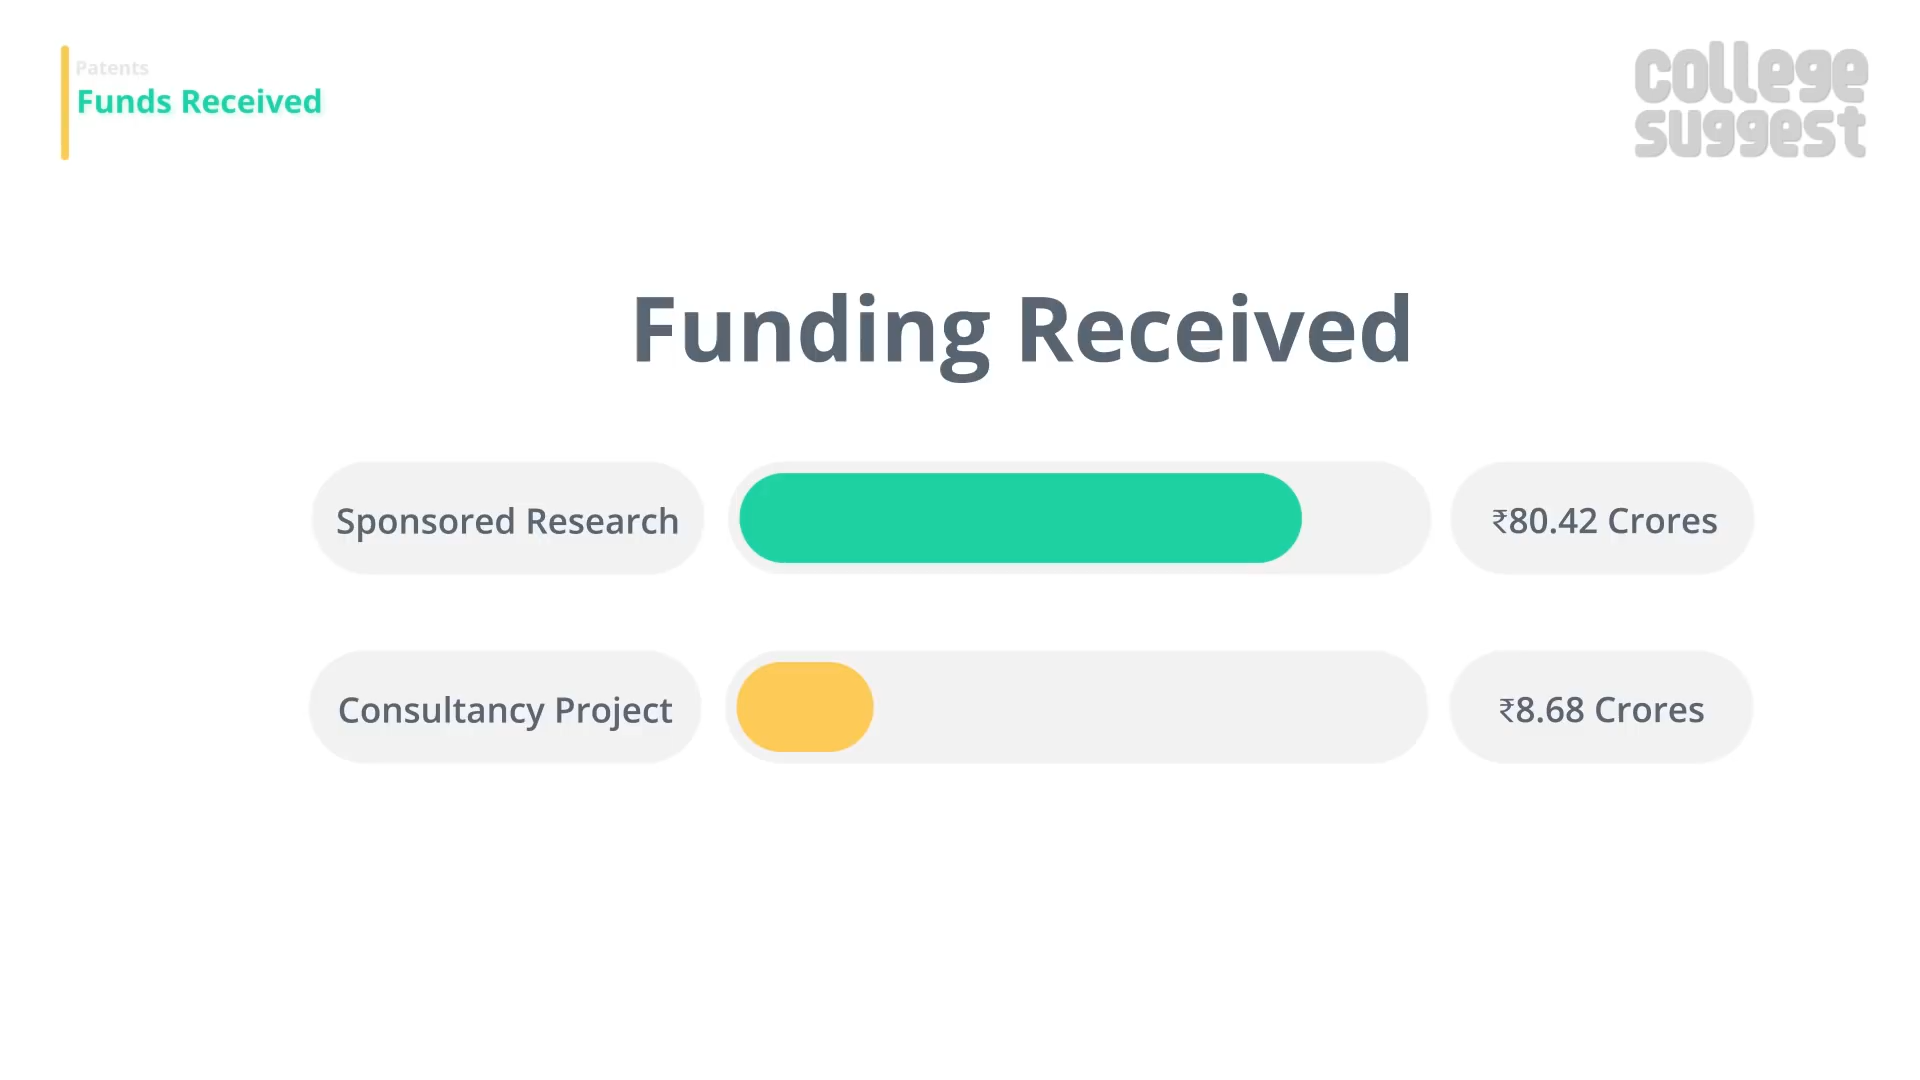 Patents
Funds Received
college
suggest
Funding Received
Sponsored Research
₹80.42 Crores
Consultancy Project
₹8.68 Crores